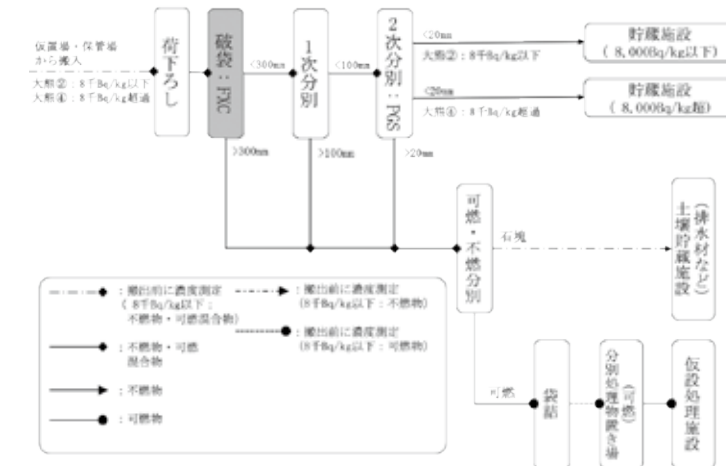 仮置場・保管場
から搬入
大熊②：8千Bq/kg以下
大熊④：8千Bq/kg超過
荷下ろし
破袋：FXC
<300mm
1次分別
<100mm
2次分別：PGS
<20mm
大熊②：8千Bq/kg以下
<20mm
大熊④：8千Bq/kg超過
貯蔵施設
( 8,000Bq/kg以下)
貯蔵施設
( 8,000Bq/kg超)
>300mm
>100mm
>20mm
可燃・不燃分別
石塊
土壌貯蔵施設
(排水材など)
可燃
袋詰
分別処理物置き場
(可燃)
仮設処理施設
：搬出前に濃度測定
( 8千Bq/kg以下：
不燃物・可燃混合物)
：不燃物・可燃
混合物
：不燃物
：可燃物
：搬出前に濃度測定
(8千Bq/kg以下：不燃物)
：搬出前に濃度測定
(8千Bq/kg以下：可燃物)